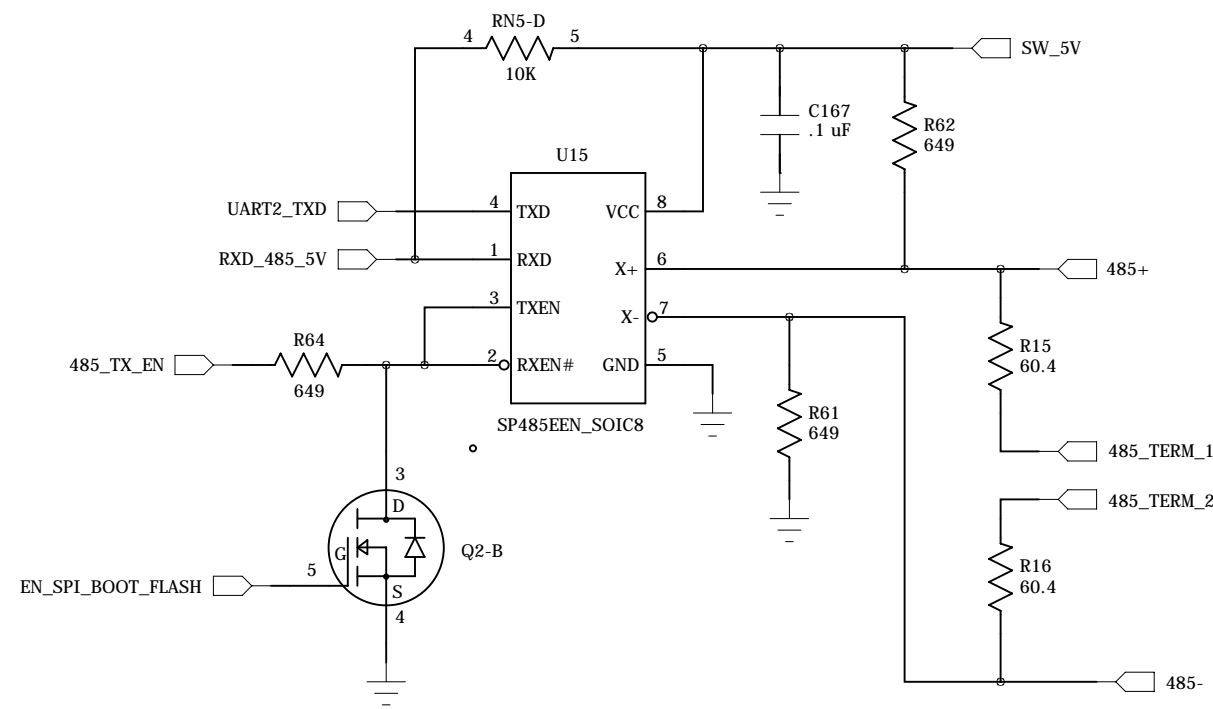 RN5-D
4 5
10K
SW_5V
C167
.1 uF
R62
649
U15
UART2_TXD 4 TXD VCC 8
RXD_485_5V 1 RXD
X+ 6 485+
3 TXEN
X- 7
R64
485_TX_EN 2 RXEN# GND 5
649
R15
60.4
R61
649
SP485EEN_SOIC8
485_TERM_1
3
485_TERM_2
D
Q2-B
G
5
EN_SPI_BOOT_FLASH
S
4
R16
60.4
485-